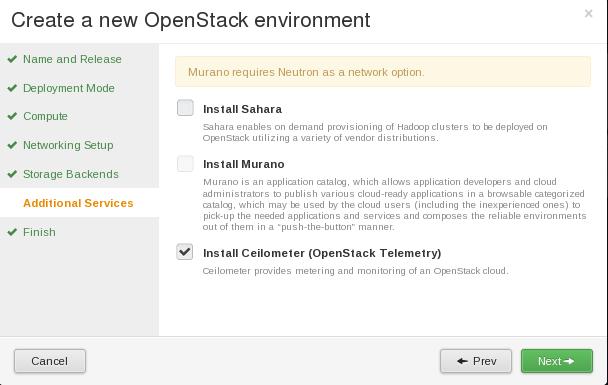 Create a new OpenStack environment
×
Name and Release
Deployment Mode
Compute
Networking Setup
Storage Backends
Additional Services
Finish
Murano requires Neutron as a network option.
Install Sahara
Sahara enables on demand provisioning of Hadoop clusters to be deployed on
OpenStack utilizing a variety of vendor distributions.
Install Murano
Murano is an application catalog, which allows application developers and cloud
administrators to publish various cloud-ready applications in a browsable categorized
catalog, which may be used by the cloud users (including the inexperienced ones) to
pick-up the needed applications and services and composes the reliable environments
out of them in a “push-the-button” manner.
Install Ceilometer (OpenStack Telemetry)
Ceilometer provides metering and monitoring of an OpenStack cloud.
Cancel
Prev
Next